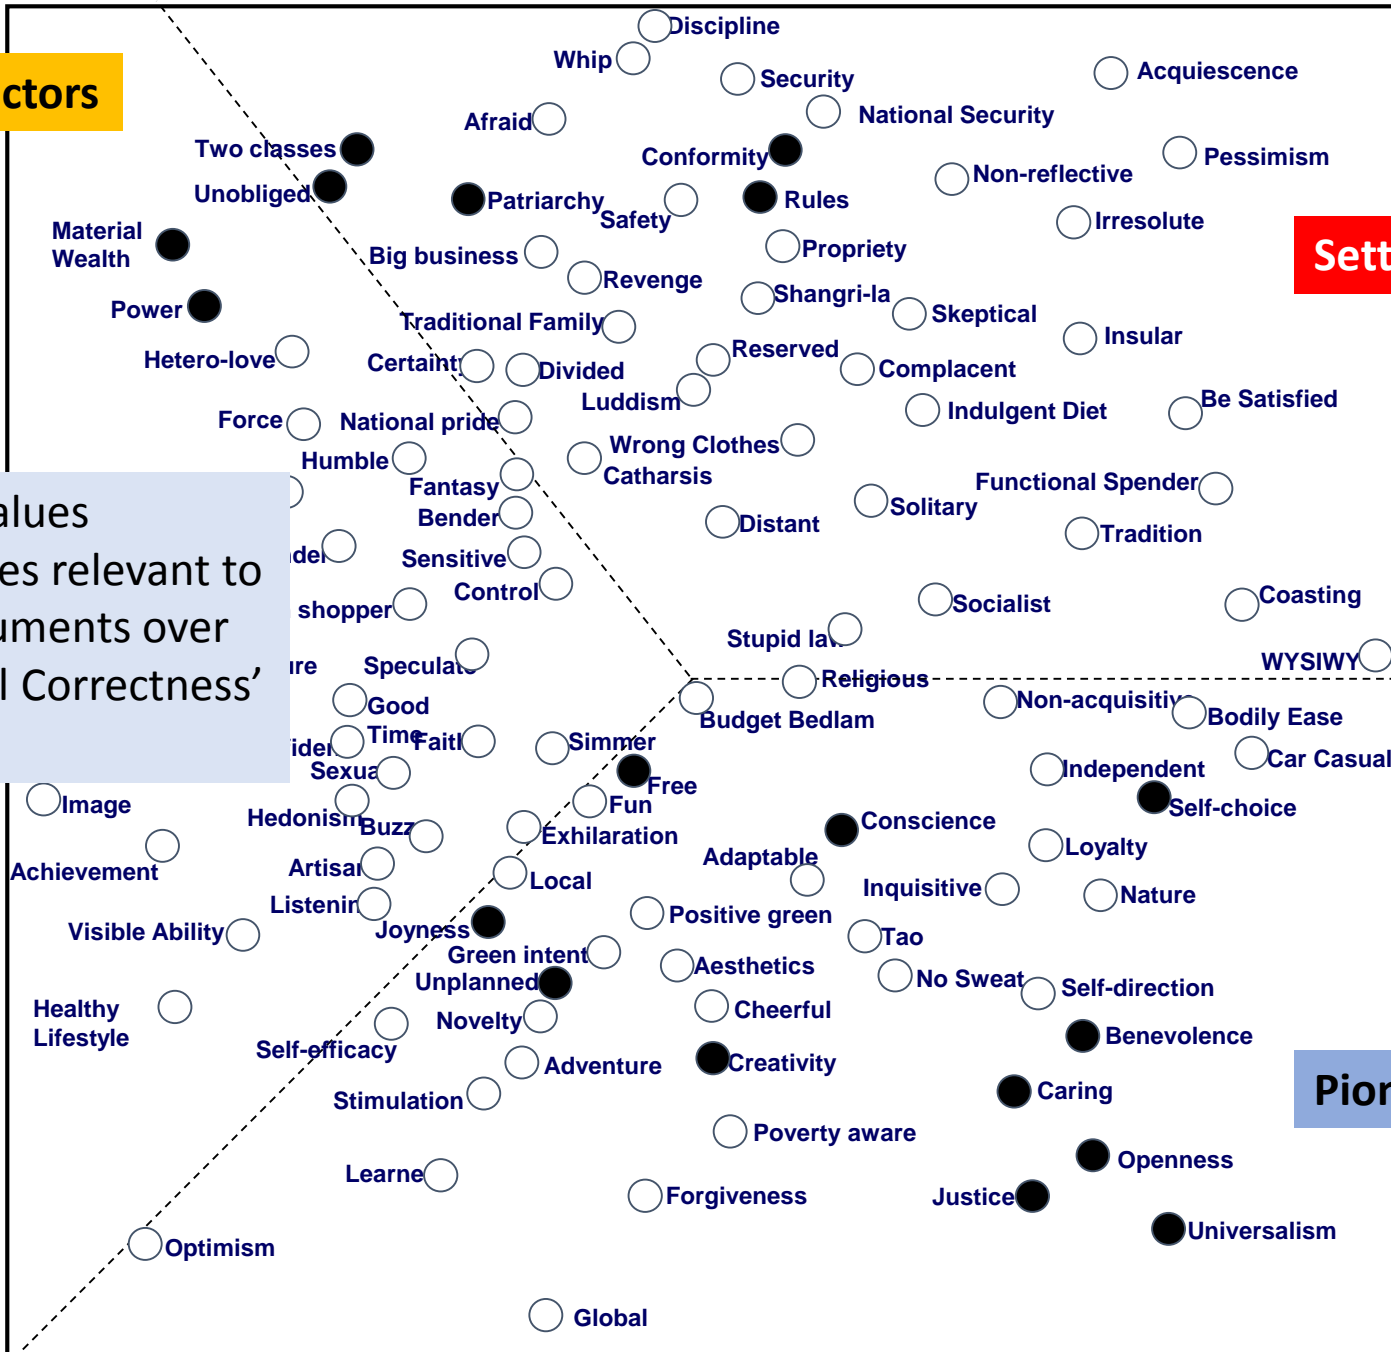 Discipline
Whip
Security
Acquiescence
ctors
Afraid
National Security
Two classes
Conformity
Pessimism
Non-reflective
Unobliged
Patriarchy
Safety
Rules
Irresolute
Material
Wealth
Big business
Propriety
Sett
Revenge
Shangri-la
Power
Traditional Family
Skeptical
Hetero-love
Certainty
Divided
Reserved
Insular
Complacent
Luddism
Be Satisfied
Force
National pride
Indulgent Diet
Wrong Clothes
Humble
Catharsis
Fantasy
Functional Spender
alues
Bender
Distant
Solitary
Tradition
nder
Sensitive
es relevant to
Control
shopper
Socialist
Coasting
uments over
Stupid law
ure
Speculate
WYSIWY
l Correctness’
Religious
Good
Time
Budget Bedlam
Non-acquisitive
Bodily Ease
fiden
Faith
Simmer
Car Casual
Sexua
Free
Independent
Image
Fun
Self-choice
Hedonism
Buzz
Exhilaration
Conscience
Adaptable
Loyalty
Achievement
Artisan
Local
Inquisitive
Nature
Listenin
Joyness
Positive green
Visible Ability
Green intent
Tao
Aesthetics
Unplanned
No Sweat
Self-direction
Healthy
Lifestyle
Novelty
Cheerful
Self-efficacy
Benevolence
Adventure
Creativity
Stimulation
Caring
Pior
Poverty aware
Openness
Learne
Forgiveness
Justice
Universalism
Optimism
Global